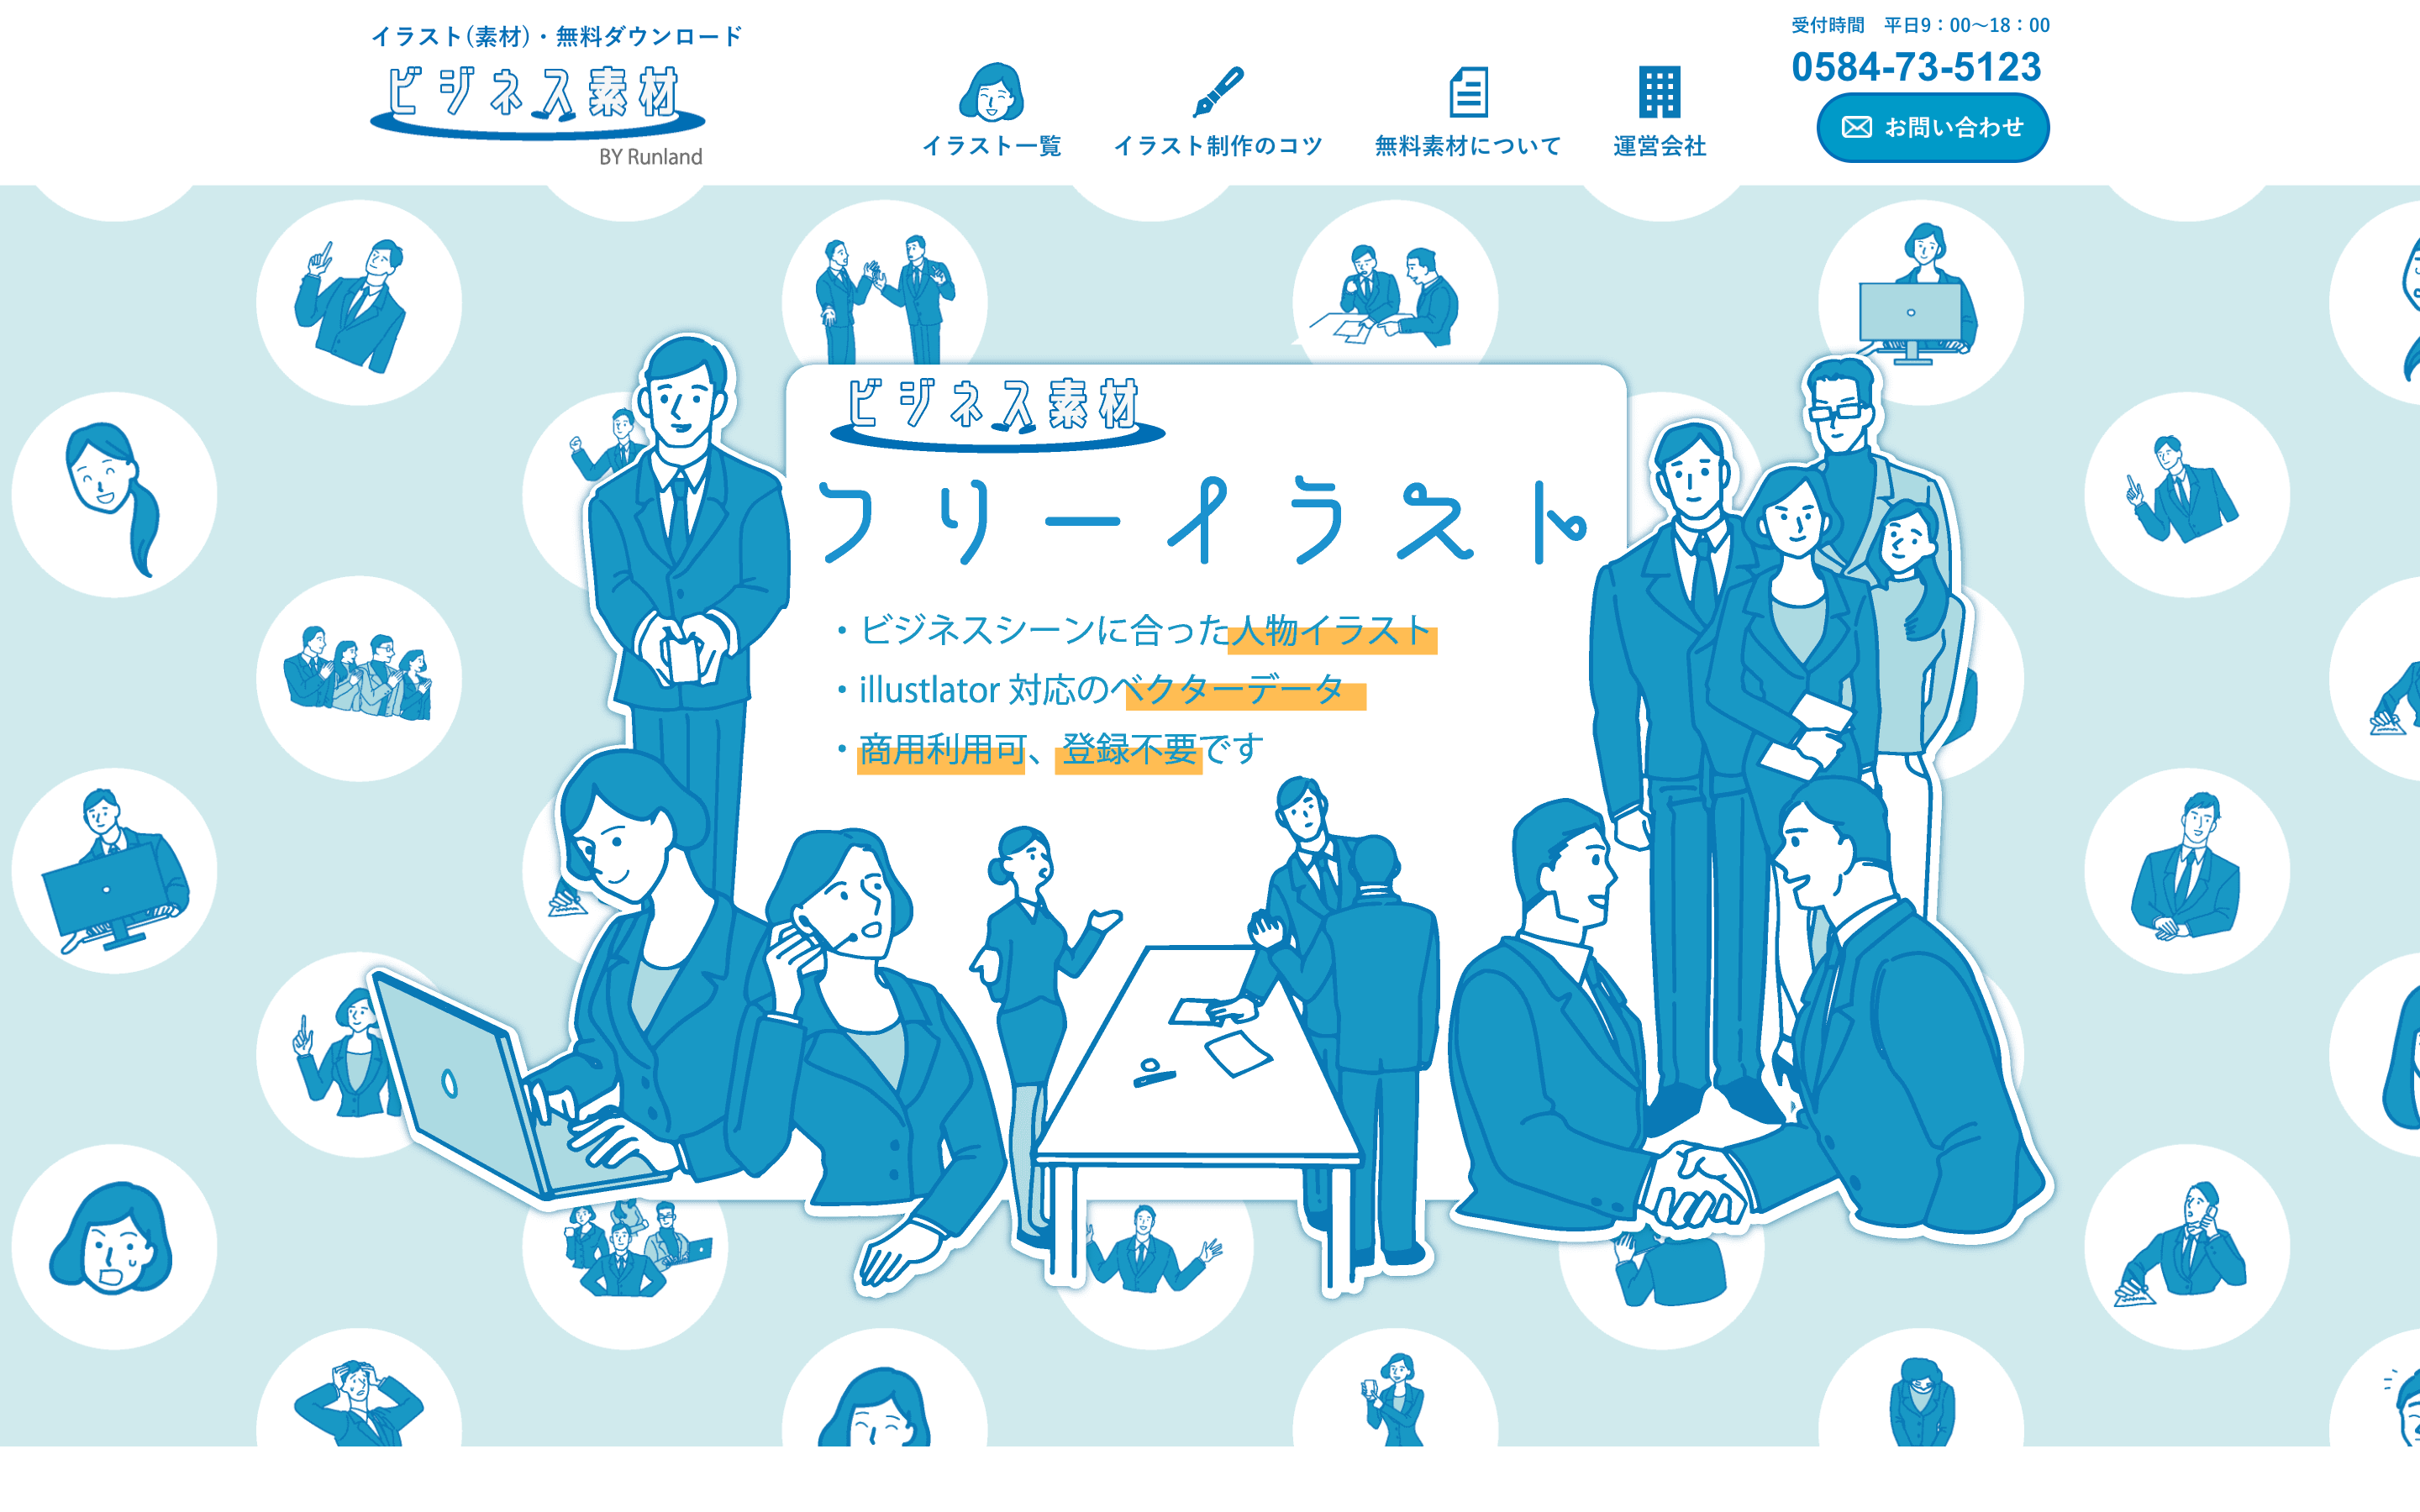 イラスト(素材)・無料ダウンロード
ビジネス素材
BY Runland
イラスト一覧
イラスト制作のコツ
無料素材について
運営会社
受付時間　平日9：00〜18：00
0584-73-5123
お問い合わせ
ビジネス素材
フリーイラスト
・ビジネスシーンに合った人物イラスト
・illustlator 対応のベクターデータ
・商用利用可、登録不要です